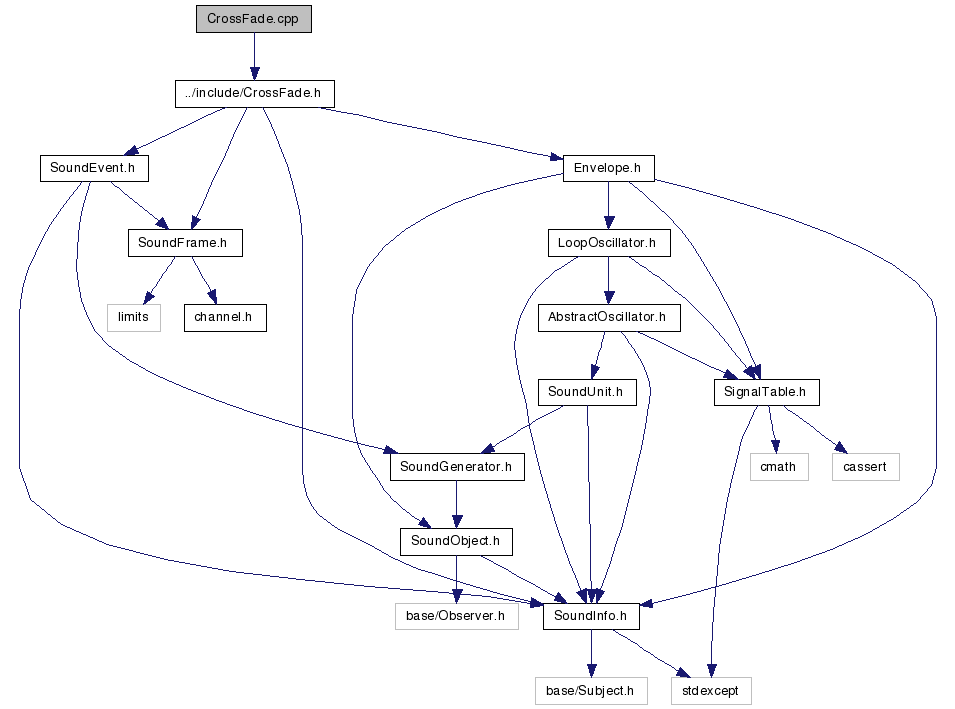 CrossFade.cpp
../include/CrossFade.h
SoundEvent.h
Envelope.h
SoundFrame.h
LoopOscillator.h
limits
channel.h
AbstractOscillator.h
SoundUnit.h
SignalTable.h
SoundGenerator.h
cmath
cassert
SoundObject.h
base/Observer.h
SoundInfo.h
base/Subject.h
stdexcept